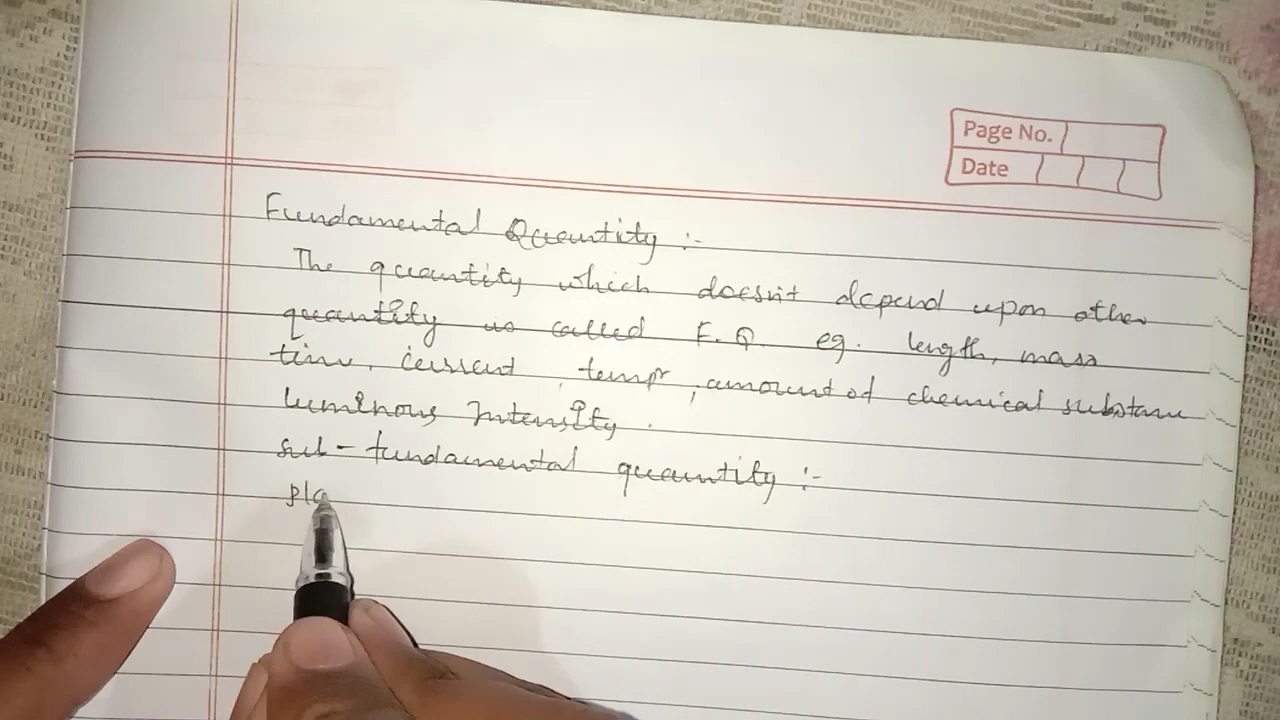 Page No.
Date
Fundamental Quantity :-
The quantity which doesn't depend upon other
quantity is called F.Q. eg. length, mass
time, current, tempr, amount of chemical substane
luminous Intensity.
sub-fundamental quantity :-
pla